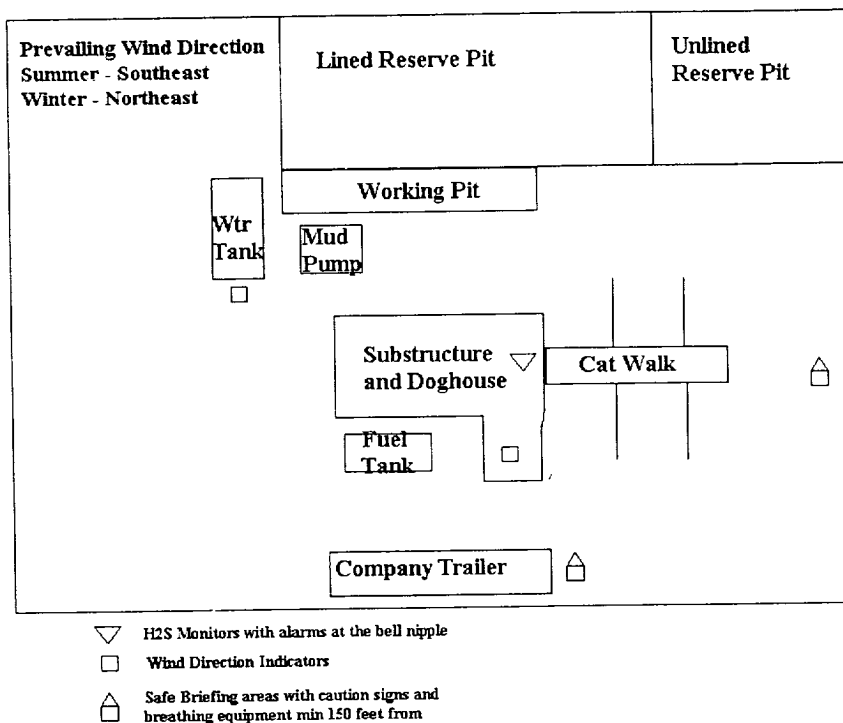 Prevailing Wind Direction
Summer - Southeast
Winter - Northeast
Lined Reserve Pit
Unlined
Reserve Pit
Working Pit
Wtr
Tank
Mud
Pump
Substructure
and Doghouse
Cat Walk
Fuel
Tank
Company Trailer
H2S Monitors with alarms at the bell nipple
Wind Direction Indicators
Safe Briefing areas with caution signs and
breathing equipment min 150 feet from